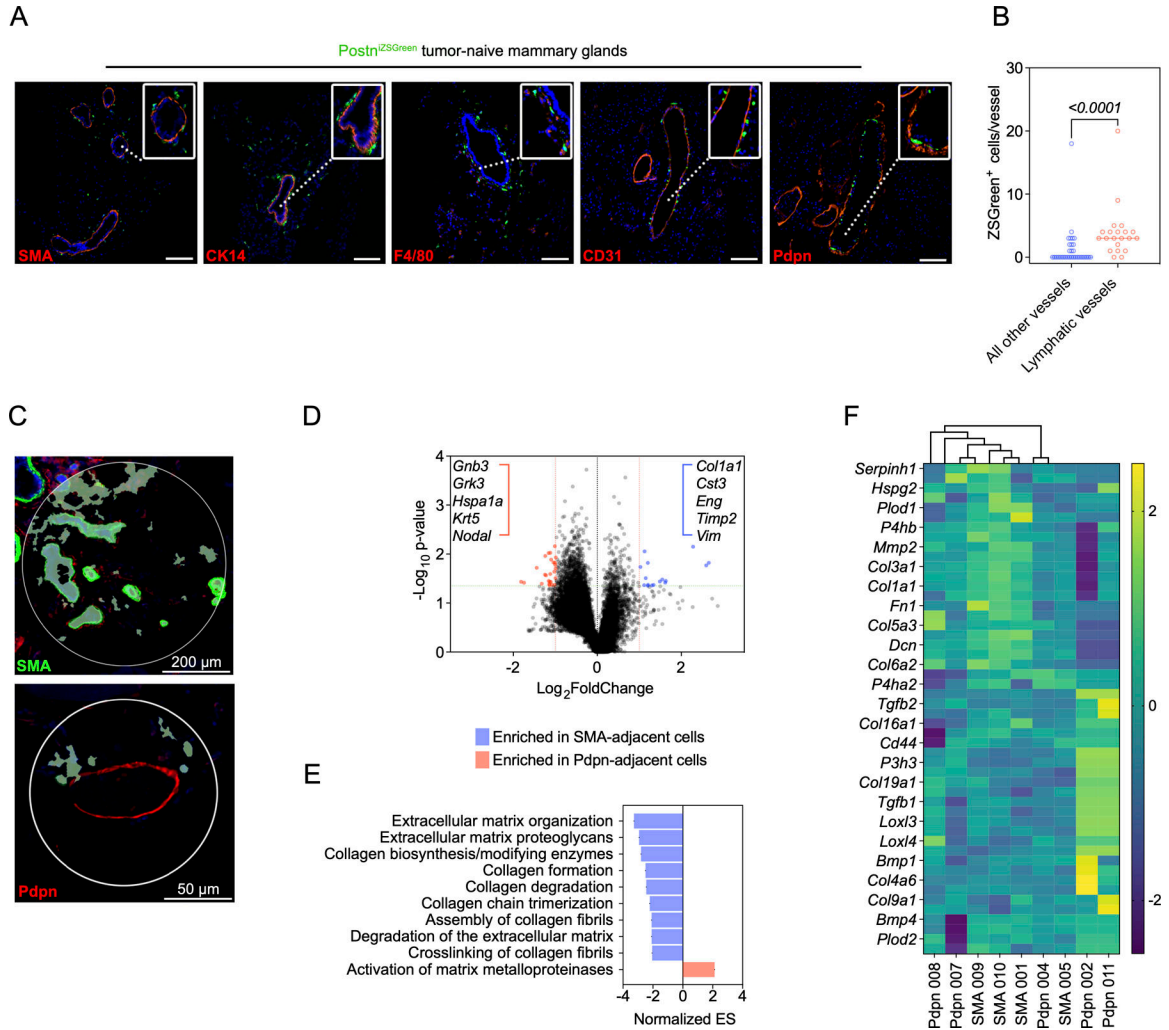 A
Postn^iZSGreen tumor-naive mammary glands
SMA
CK14
F4/80
CD31
Pdpn
B
ZSGreen+ cells/vessel
30
20
10
0
<0.0001
All other vessels
Lymphatic vessels
C
SMA
200 µm
Pdpn
50 µm
D
-Log10 p-value
4
3
2
1
0
Gnb3
Grk3
Hspa1a
Krt5
Nodal
Col1a1
Cst3
Eng
Timp2
Vim
-2
0
2
Log2FoldChange
Enriched in SMA-adjacent cells
Enriched in Pdpn-adjacent cells
E
Extracellular matrix organization
Extracellular matrix proteoglycans
Collagen biosynthesis/modifying enzymes
Collagen formation
Collagen degradation
Collagen chain trimerization
Assembly of collagen fibrils
Degradation of the extracellular matrix
Crosslinking of collagen fibrils
Activation of matrix metalloproteinases
-4 -2 0 2 4
Normalized ES
F
Serpinh1
Hspg2
Plod1
P4hb
Mmp2
Col3a1
Col1a1
Fn1
Col5a3
Dcn
Col6a2
P4ha2
Tgfb2
Col16a1
Cd44
P3h3
Col19a1
Tgfb1
Loxl3
Loxl4
Bmp1
Col4a6
Col9a1
Bmp4
Plod2
2
0
-2
Pdpn 008
Pdpn 007
SMA 009
SMA 010
SMA 001
Pdpn 004
SMA 005
Pdpn 002
Pdpn 011